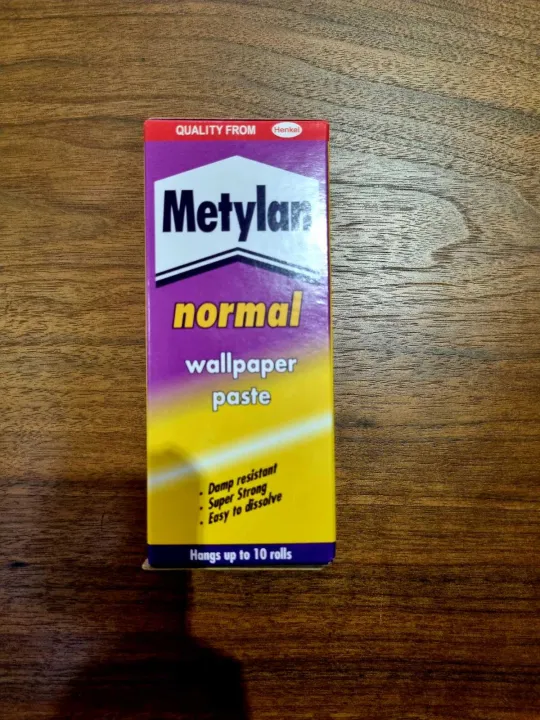 QUALITY FROM Henkel
Metylan
normal
wallpaper
paste
• Damp resistant
• Super Strong
• Easy to dissolve
Hangs up to 10 rolls